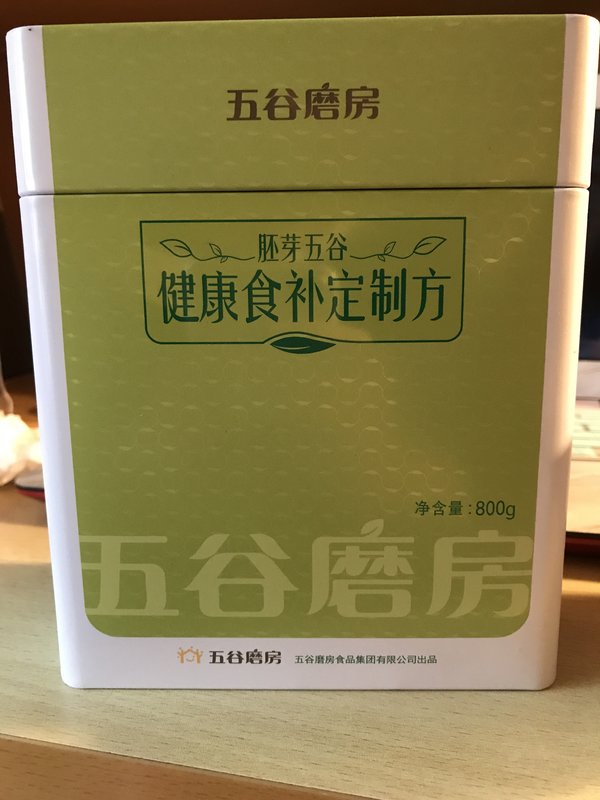 五谷磨房
胚芽五谷
健康食补定制方
净含量:800g
五谷磨房
五谷磨房 五谷磨房食品集团有限公司出品